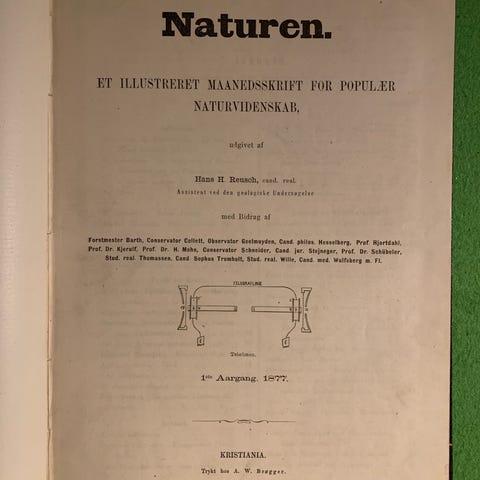 Naturen.
ET ILLUSTRERET MAANEDSSKRIFT FOR POPULÆR
NATURVIDENSKAB,
udgivet af
Hans H. Reusch, cand. real.
Assistent ved den geologiske Undersøgelse
med Bidrag af
Forstmester Barth, Conservator Collett, Observator Geelmuyden, Cand. philos. Hesselberg, Prof. Hjortdahl,
Prof. Dr. Kjerulf, Prof. Dr. H. Mohn, Conservator Schneider, Cand. jur. Stejneger, Prof. Dr. Schübeler,
Stud. real. Thomassen, Cand. Sophus Tromholt, Stud. real. Wille, Cand. med. Wulfsberg m. Fl.
TELEGRAFLINIE
Telefonen.
1ste Aargang. 1877.
KRISTIANIA.
Trykt hos A. W. Brøgger.